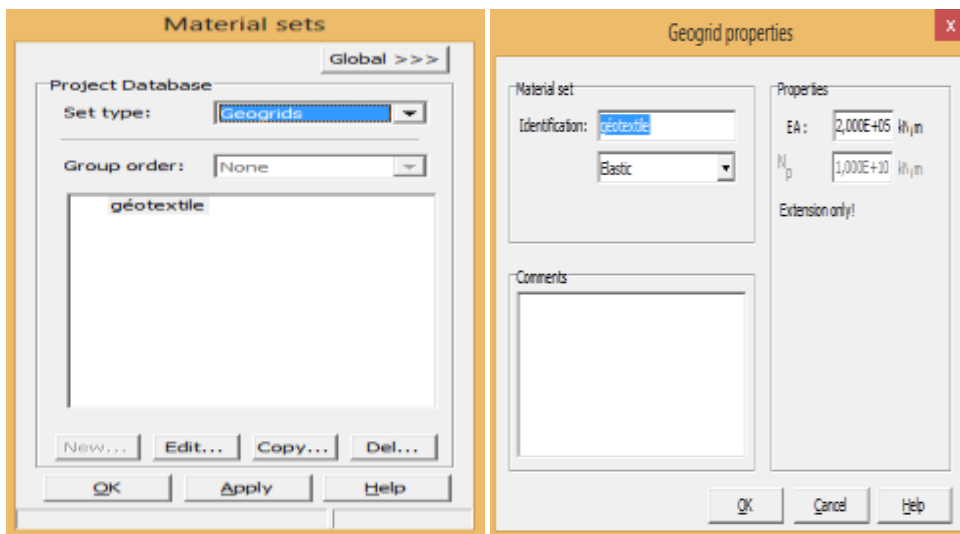 Material sets
Global >>>
Project Database
Set type:
Geogrids
Group order:
None
géotextile
New...
Edit...
Copy...
Del...
OK
Apply
Help
Geogrid properties
x
Material set
Identification:
géotextile
Elastic
Comments
Properties
EA :
2,000E+05
kN/m
Np
1,000E+10
kN/m
Extension only!
OK
Cancel
Help